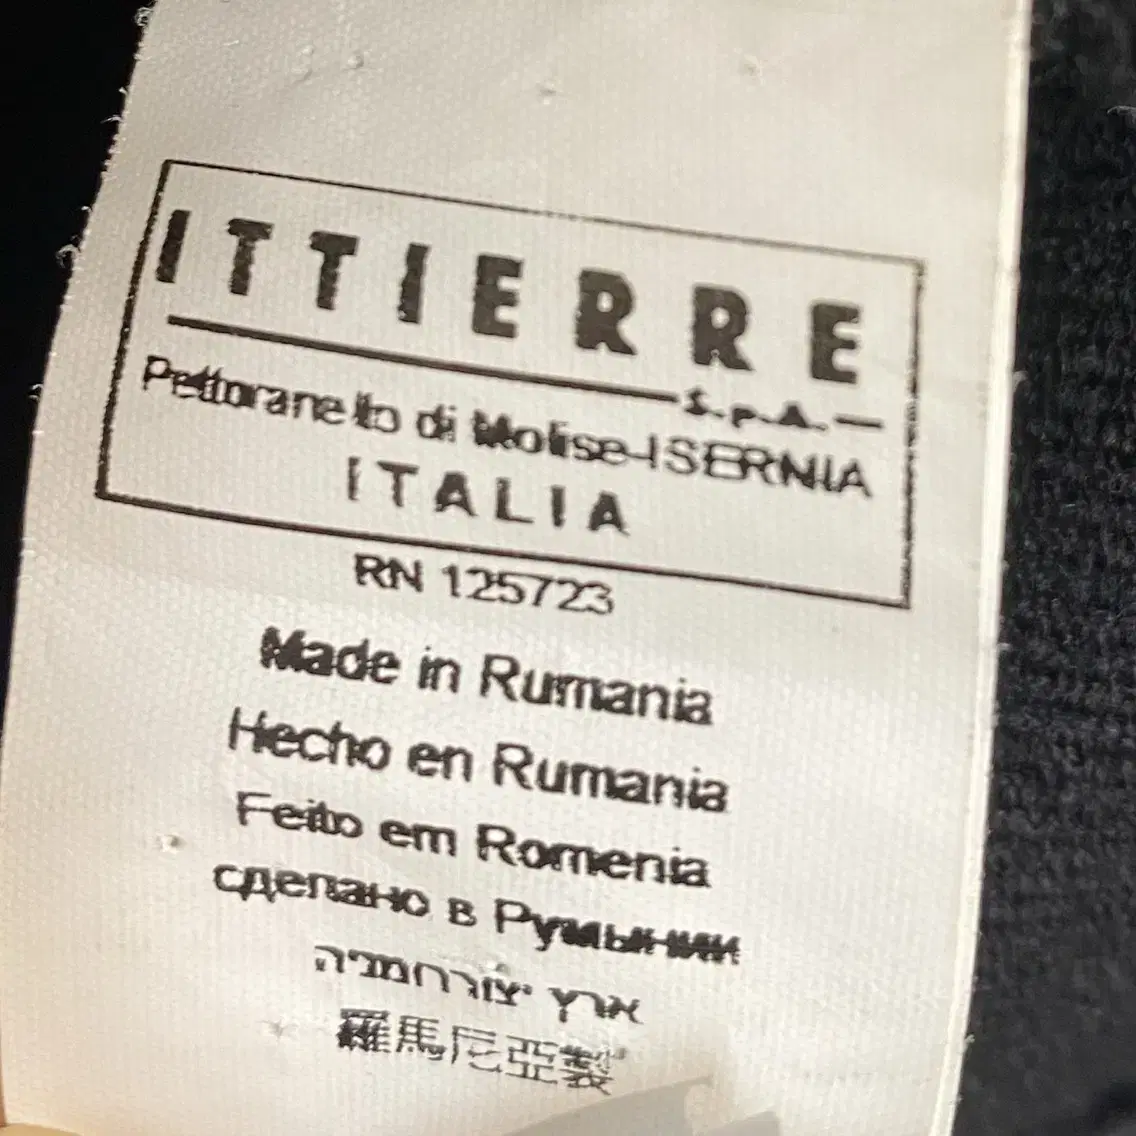 ITTIERRE
S.p.A.
Pettoranello di Molise-ISERNIA
ITALIA
RN 125723
Made in Rumania
Hecho en Rumania
Feito em Romenia
сделано в Румынии
ארץ יצור רומניה
羅馬尼亞製